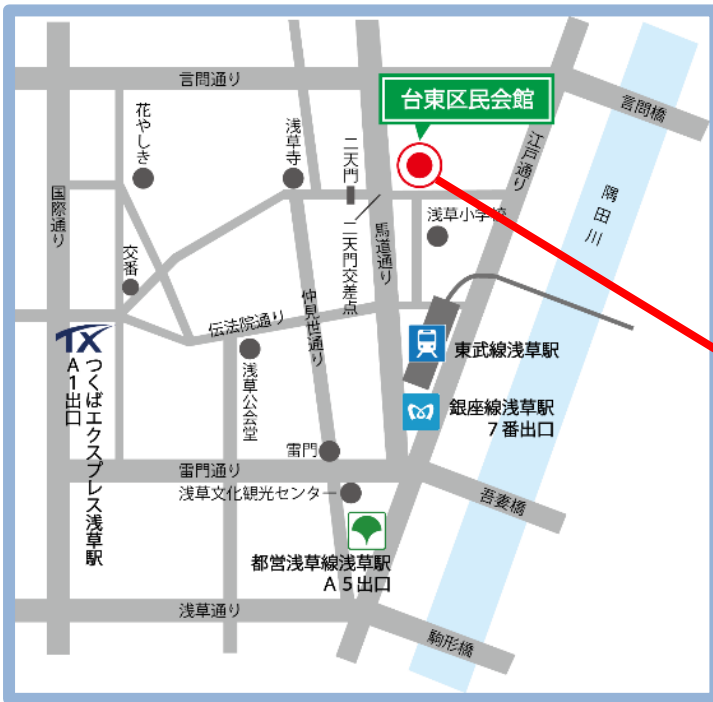 言問通り
台東区民会館
言問橋
花やしき
浅草寺
二天門
江戸通り
国際通り
隅田川
浅草小学校
馬道通り
二天門交差点
交番
仲見世通り
伝法院通り
TX
つくばエクスプレス浅草駅
A1出口
浅草公会堂
東武線浅草駅
銀座線浅草駅
7番出口
雷門
雷門通り
浅草文化観光センター
吾妻橋
都営浅草線浅草駅
A5出口
浅草通り
駒形橋